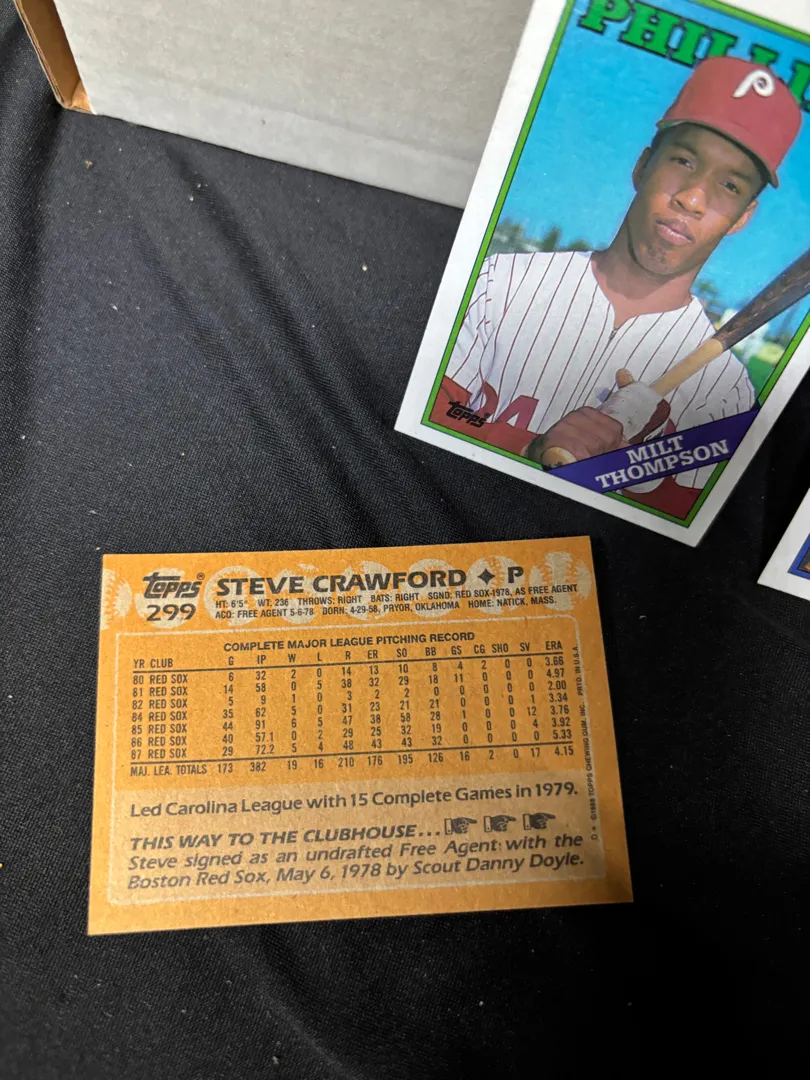 PHILLI
P
24
topps
MILT
THOMPSON
topps®
299
STEVE CRAWFORD ✦ P
HT: 6'5" WT. 236 THROWS: RIGHT BATS: RIGHT SGND: RED SOX-1978, AS FREE AGENT
ACQ: FREE AGENT 5-6-78 BORN: 4-29-58, PRYOR, OKLAHOMA HOME: NATICK, MASS.
COMPLETE MAJOR LEAGUE PITCHING RECORD
YR CLUB G IP W L R ER SO BB GS CG SHO SV ERA
80 RED SOX 6 32 2 0 14 13 10 8 4 2 0 0 3.66
81 RED SOX 14 58 0 5 38 32 29 18 11 0 0 0 4.97
82 RED SOX 5 9 1 0 3 2 2 0 0 0 0 0 2.00
84 RED SOX 35 62 5 0 31 23 21 21 0 0 0 1 3.34
85 RED SOX 44 91 6 5 47 38 58 28 1 0 0 12 3.76
86 RED SOX 40 57.1 0 2 29 25 32 19 0 0 0 4 3.92
87 RED SOX 29 72.2 5 4 48 43 43 32 0 0 0 0 5.33
MAJ. LEA. TOTALS 173 382 19 16 210 176 195 126 16 2 0 17 4.15
Led Carolina League with 15 Complete Games in 1979.
THIS WAY TO THE CLUBHOUSE...
Steve signed as an undrafted Free Agent with the
Boston Red Sox, May 6, 1978 by Scout Danny Doyle.
D* ©1988 TOPPS CHEWING GUM, INC. PRTD. IN U.S.A.